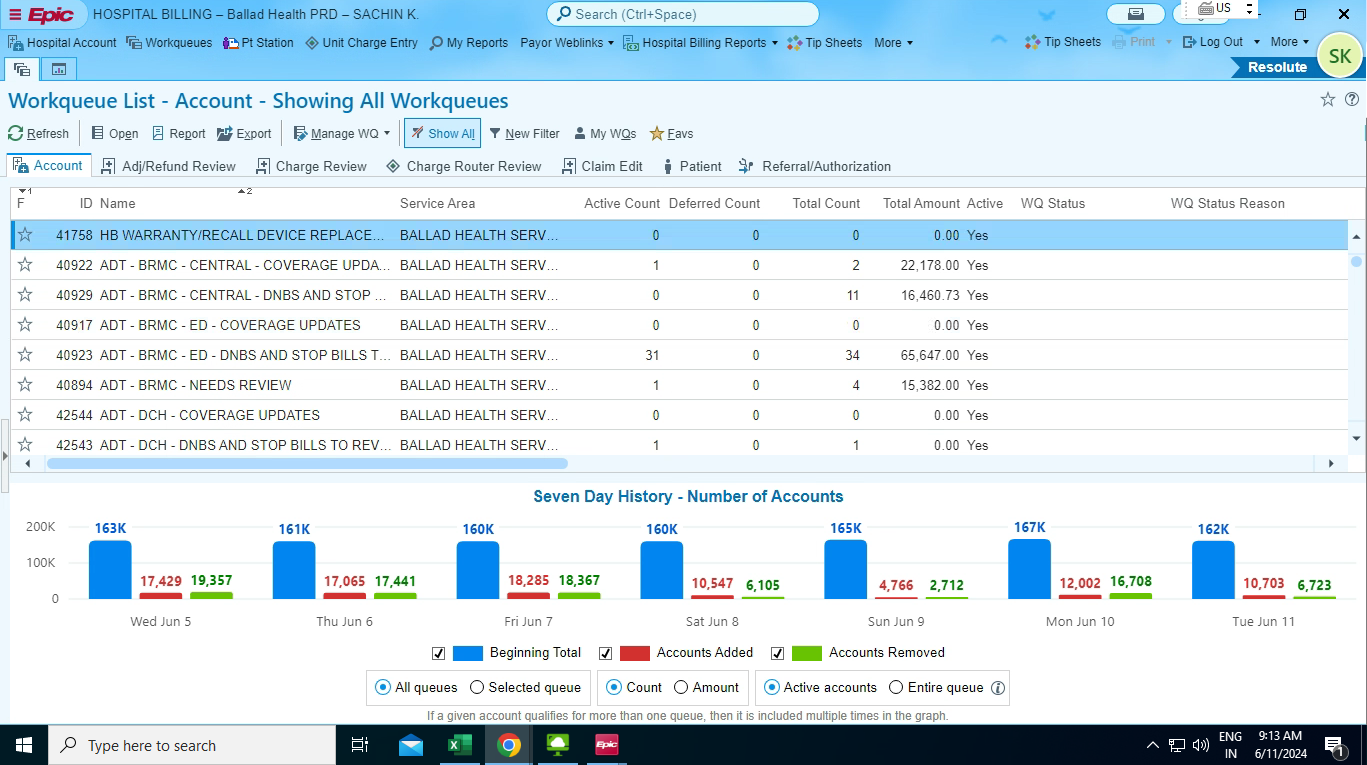 Epic HOSPITAL BILLING – Ballad Health PRD – SACHIN K. Search (Ctrl+Space) US
Hospital Account Workqueues Pt Station Unit Charge Entry My Reports Payor Weblinks Hospital Billing Reports Tip Sheets More Tip Sheets Print Log Out More
SK
Resolute
Workqueue List - Account - Showing All Workqueues
Refresh Open Report Export Manage WQ Show All New Filter My WQs Favs
Account Adj/Refund Review Charge Review Charge Router Review Claim Edit Patient Referral/Authorization
1 2
F ID Name Service Area Active Count Deferred Count Total Count Total Amount Active WQ Status WQ Status Reason
41758 HB WARRANTY/RECALL DEVICE REPLACE... BALLAD HEALTH SERV... 0 0 0 0.00 Yes
40922 ADT - BRMC - CENTRAL - COVERAGE UPDA... BALLAD HEALTH SERV... 1 0 2 22,178.00 Yes
40929 ADT - BRMC - CENTRAL - DNBS AND STOP ... BALLAD HEALTH SERV... 0 0 11 16,460.73 Yes
40917 ADT - BRMC - ED - COVERAGE UPDATES BALLAD HEALTH SERV... 0 0 0 0.00 Yes
40923 ADT - BRMC - ED - DNBS AND STOP BILLS T... BALLAD HEALTH SERV... 31 0 34 65,647.00 Yes
40894 ADT - BRMC - NEEDS REVIEW BALLAD HEALTH SERV... 1 0 4 15,382.00 Yes
42544 ADT - DCH - COVERAGE UPDATES BALLAD HEALTH SERV... 0 0 0 0.00 Yes
42543 ADT - DCH - DNBS AND STOP BILLS TO REV... BALLAD HEALTH SERV... 1 0 1 0.00 Yes
Seven Day History - Number of Accounts
200K 163K 161K 160K 160K 165K 167K 162K
100K
17,429 19,357 17,065 17,441 18,285 18,367 10,547 6,105 4,766 2,712 12,002 16,708 10,703 6,723
0
Wed Jun 5 Thu Jun 6 Fri Jun 7 Sat Jun 8 Sun Jun 9 Mon Jun 10 Tue Jun 11
Beginning Total Accounts Added Accounts Removed
All queues Selected queue Count Amount Active accounts Entire queue
If a given account qualifies for more than one queue, then it is included multiple times in the graph.
Type here to search Epic ENG 9:13 AM
IN 6/11/2024 1